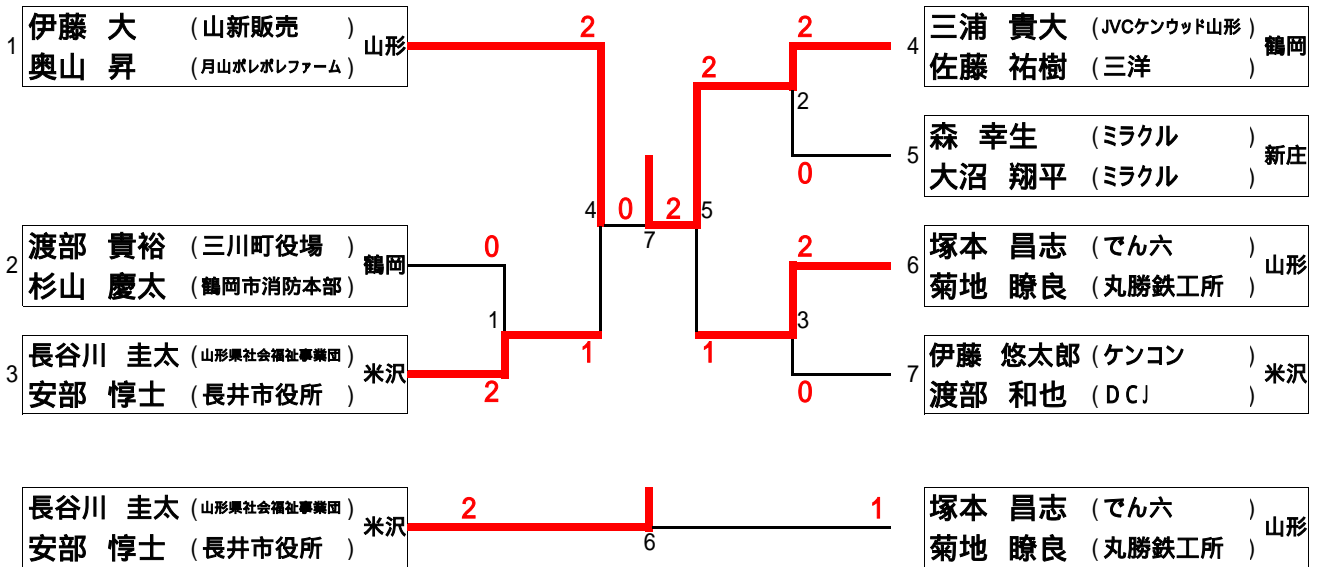 1 伊藤 大 (山新販売) 山形
奥山 昇 (月山ポレポレファーム)
2 渡部 貴裕 (三川町役場) 鶴岡
杉山 慶太 (鶴岡市消防本部)
3 長谷川 圭太 (山形県社会福祉事業団) 米沢
安部 惇士 (長井市役所)
2
0
1
2
1
4
0
7
2
5
2
1
2
2
0
2
3
0
4 三浦 貴大 (JVCケンウッド山形) 鶴岡
佐藤 祐樹 (三洋)
5 森 幸生 (ミラクル) 新庄
大沼 翔平 (ミラクル)
6 塚本 昌志 (でん六) 山形
菊地 瞭良 (丸勝鉄工所)
7 伊藤 悠太郎 (ケンコン) 米沢
渡部 和也 (DCJ)
長谷川 圭太 (山形県社会福祉事業団) 米沢
安部 惇士 (長井市役所)
2
6
1
塚本 昌志 (でん六) 山形
菊地 瞭良 (丸勝鉄工所)